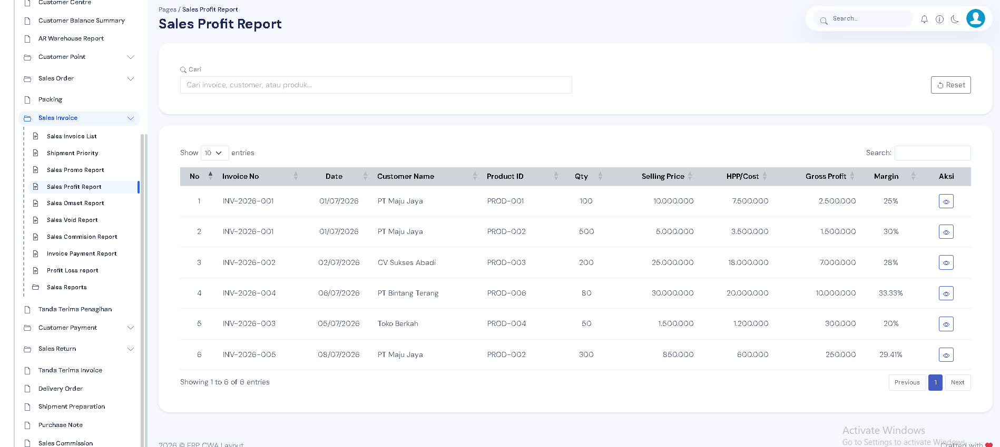 Customer Centre
Customer Balance Summary
AR Warehouse Report
Customer Point
Sales Order
Packing
Sales Invoice
Sales Invoice List
Shipment Priority
Sales Promo Report
Sales Profit Report
Sales Omset Report
Sales Void Report
Sales Commision Report
Invoice Payment Report
Profit Loss report
Sales Reports
Tanda Terima Penagihan
Customer Payment
Sales Return
Tanda Terima Invoice
Delivery Order
Shipment Preparation
Purchase Note
Sales Commission
Pages / Sales Profit Report
Sales Profit Report
Search...
Cari
Cari invoice, customer, atau produk...
Reset
Show 10 entries
Search:
No Invoice No Date Customer Name Product ID Qty Selling Price HPP/Cost Gross Profit Margin Aksi
1 INV-2026-001 01/07/2026 PT Maju Jaya PROD-001 100 10.000.000 7.500.000 2.500.000 25%
2 INV-2026-001 01/07/2026 PT Maju Jaya PROD-002 500 5.000.000 3.500.000 1.500.000 30%
3 INV-2026-002 02/07/2026 CV Sukses Abadi PROD-003 200 25.000.000 18.000.000 7.000.000 28%
4 INV-2026-004 06/07/2026 PT Bintang Terang PROD-006 80 30.000.000 20.000.000 10.000.000 33.33%
5 INV-2026-003 05/07/2026 Toko Berkah PROD-004 50 1.500.000 1.200.000 300.000 20%
6 INV-2026-005 08/07/2026 PT Maju Jaya PROD-002 300 850.000 600.000 250.000 29.41%
Showing 1 to 6 of 6 entries
Previous 1 Next
Activate Windows
Go to Settings to activate Windows.
2026 © ERP CWA Layout
Crafted with